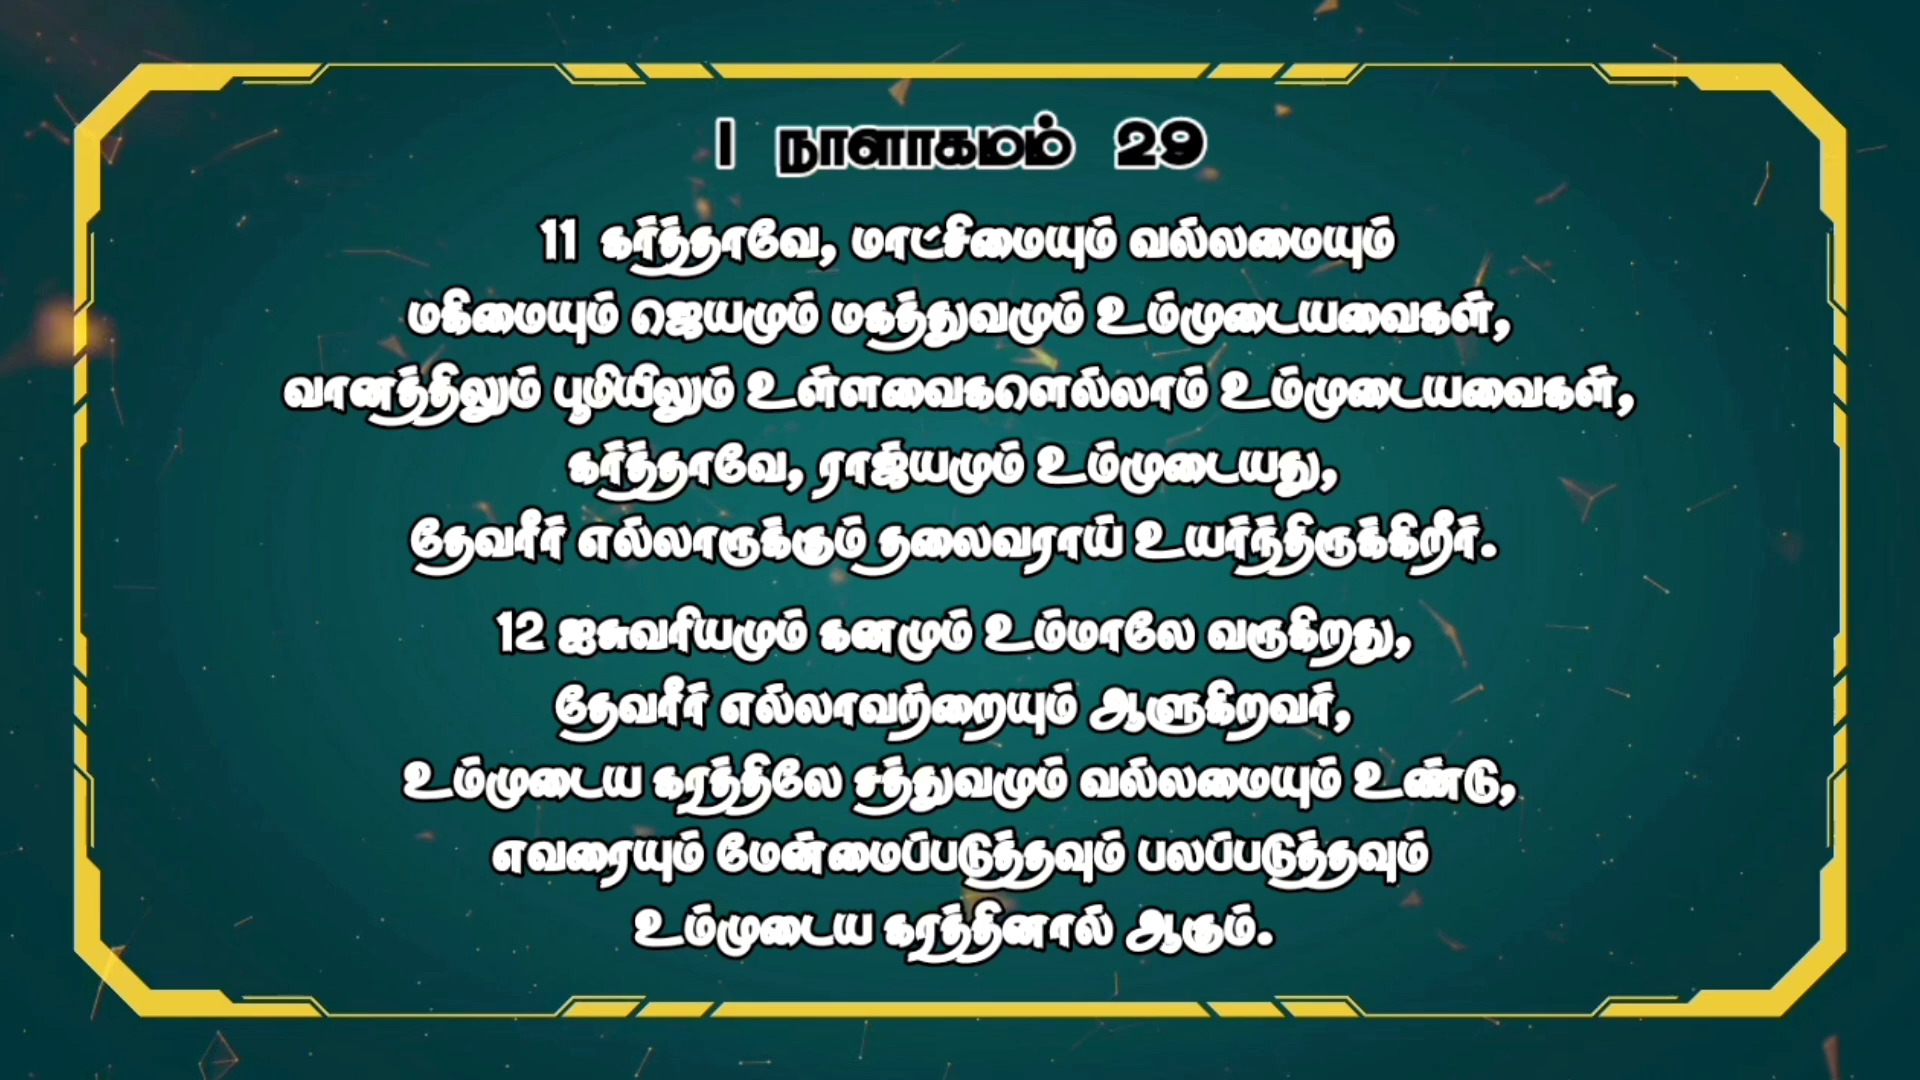 I நாளாகமம் 29
11 கர்த்தாவே, மாட்சிமையும் வல்லமையும்
மகிமையும் ஜெயமும் மகத்துவமும் உம்முடையவைகள்,
வானத்திலும் பூமியிலும் உள்ளவைகளெல்லாம் உம்முடையவைகள்,
கர்த்தாவே, ராஜ்யமும் உம்முடையது,
தேவரீர் எல்லாருக்கும் தலைவராய் உயர்ந்திருக்கிறீர்.
12 ஐசுவரியமும் கனமும் உம்மாலே வருகிறது,
தேவரீர் எல்லாவற்றையும் ஆளுகிறவர்,
உம்முடைய கரத்திலே சத்துவமும் வல்லமையும் உண்டு,
எவரையும் மேன்மைப்படுத்தவும் பலப்படுத்தவும்
உம்முடைய கரத்தினால் ஆகும்.